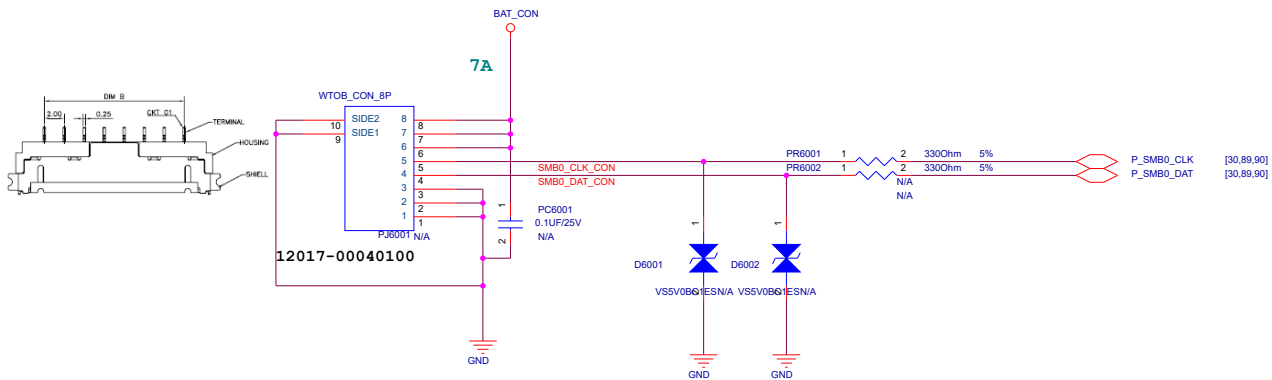 BAT_CON
7A
DIM B
2.00
0.25
CKT 01
TERMINAL
HOUSING
SHIELL
WTOB_CON_8P
SIDE2
SIDE1
10
9
8
7
6
5
4
3
2
1
8
7
6
5
4
3
2
1
PJ6001
N/A
12017-00040100
SMB0_CLK_CON
SMB0_DAT_CON
1
2
PC6001
0.1UF/25V
N/A
GND
PR6001 1 2 330Ohm 5%
PR6002 1 2 330Ohm 5%
N/A
N/A
P_SMB0_CLK [30,89,90]
P_SMB0_DAT [30,89,90]
1
1
D6001
D6002
GND
GND